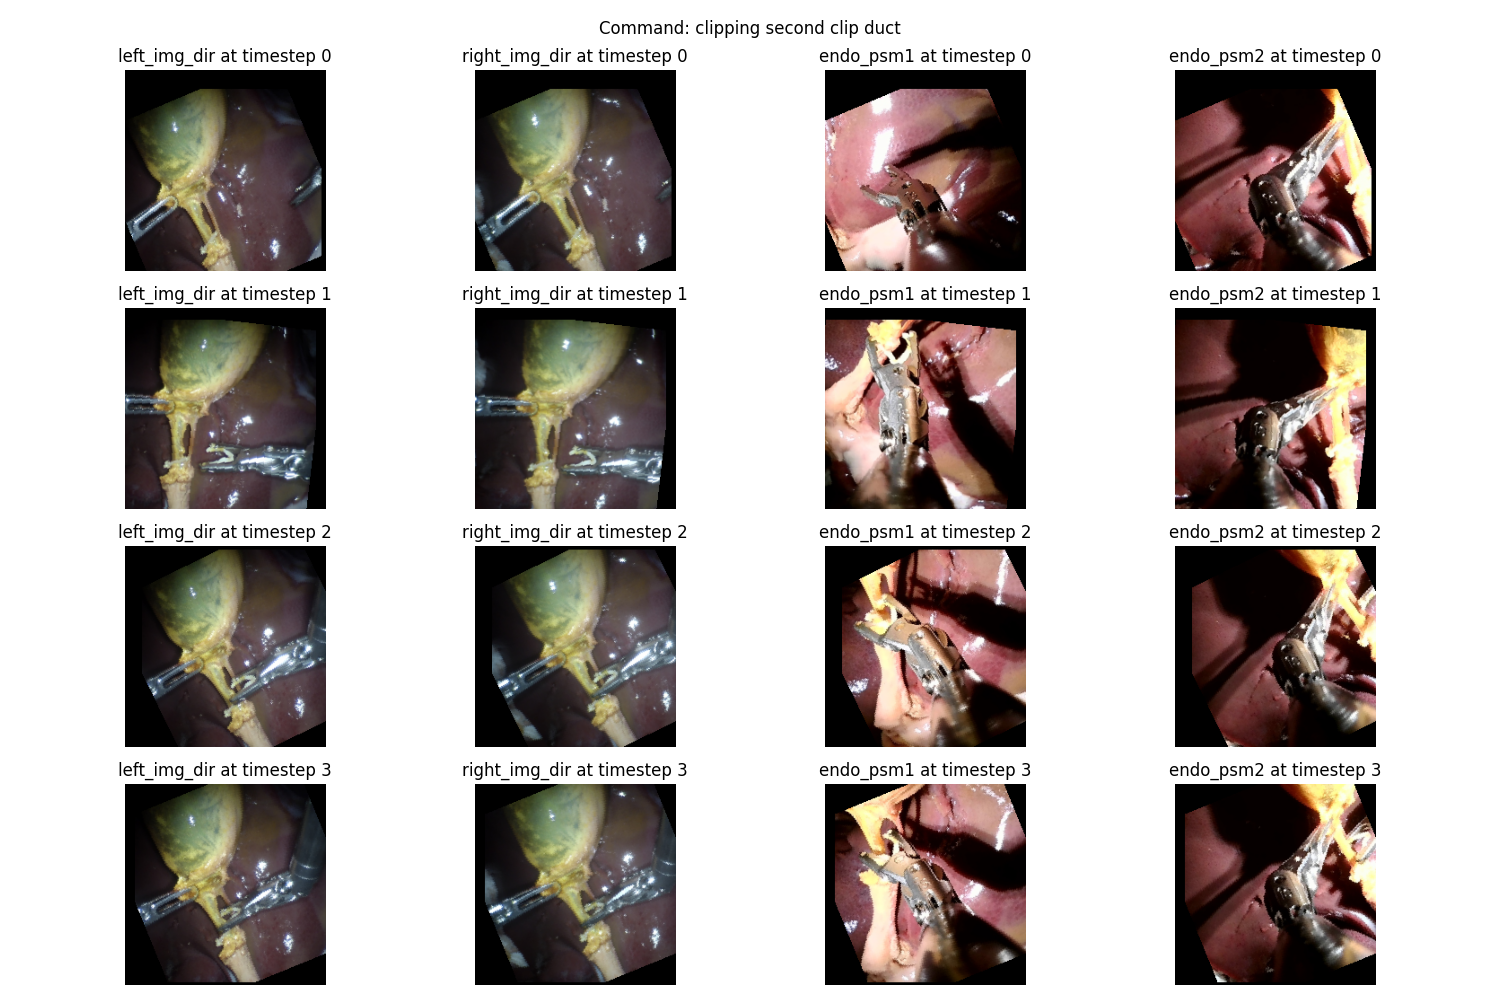 Command: clipping second clip duct
left_img_dir at timestep 0
right_img_dir at timestep 0
endo_psm1 at timestep 0
endo_psm2 at timestep 0
left_img_dir at timestep 1
right_img_dir at timestep 1
endo_psm1 at timestep 1
endo_psm2 at timestep 1
left_img_dir at timestep 2
right_img_dir at timestep 2
endo_psm1 at timestep 2
endo_psm2 at timestep 2
left_img_dir at timestep 3
right_img_dir at timestep 3
endo_psm1 at timestep 3
endo_psm2 at timestep 3